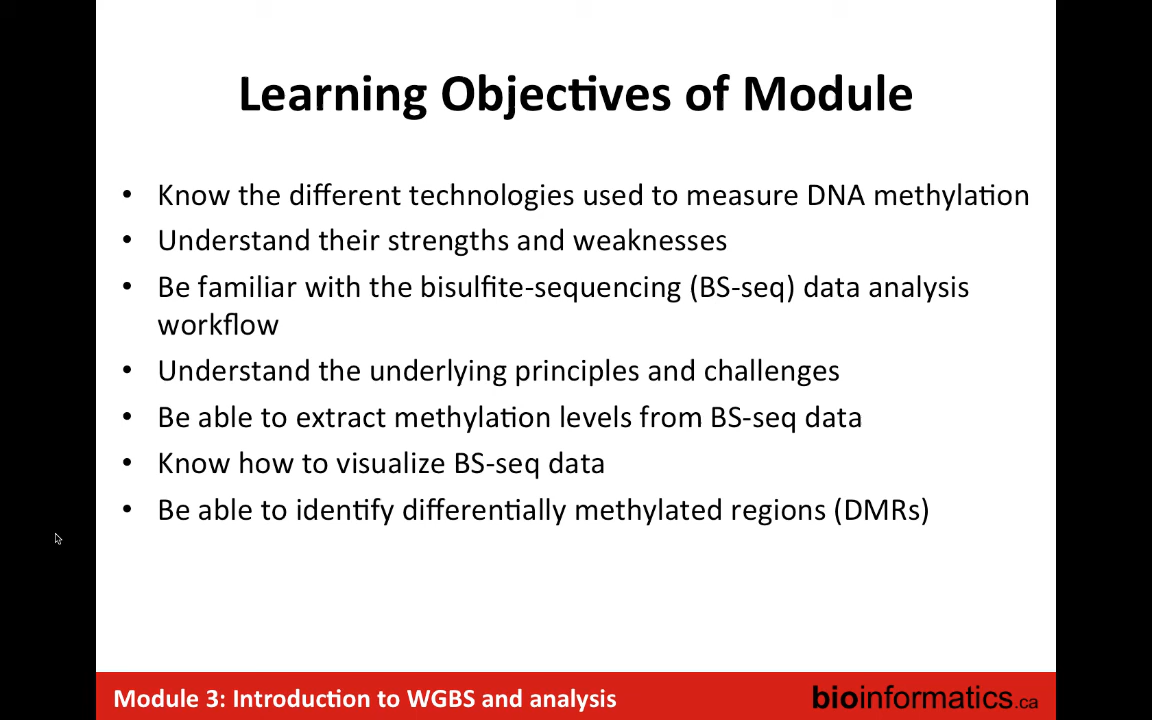 Learning Objectives of Module
• Know the different technologies used to measure DNA methylation
• Understand their strengths and weaknesses
• Be familiar with the bisulfite-sequencing (BS-seq) data analysis
workflow
• Understand the underlying principles and challenges
• Be able to extract methylation levels from BS-seq data
• Know how to visualize BS-seq data
• Be able to identify differentially methylated regions (DMRs)
Module 3: Introduction to WGBS and analysis
bioinformatics.ca